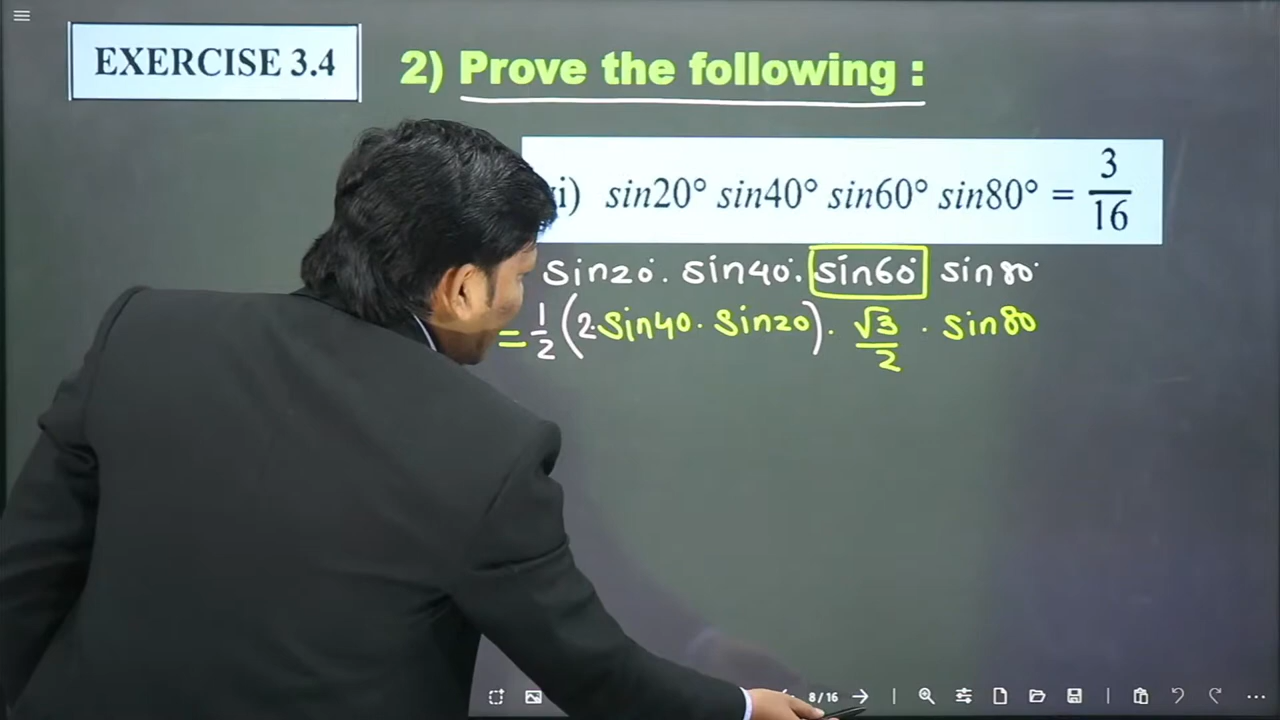 EXERCISE 3.4
2) Prove the following :
i) sin20° sin40° sin60° sin80° = 3/16
sin20°. sin40°. sin60° sin80°
= 1/2 (2·sin40. sin20). √3/2 . sin80
8/16